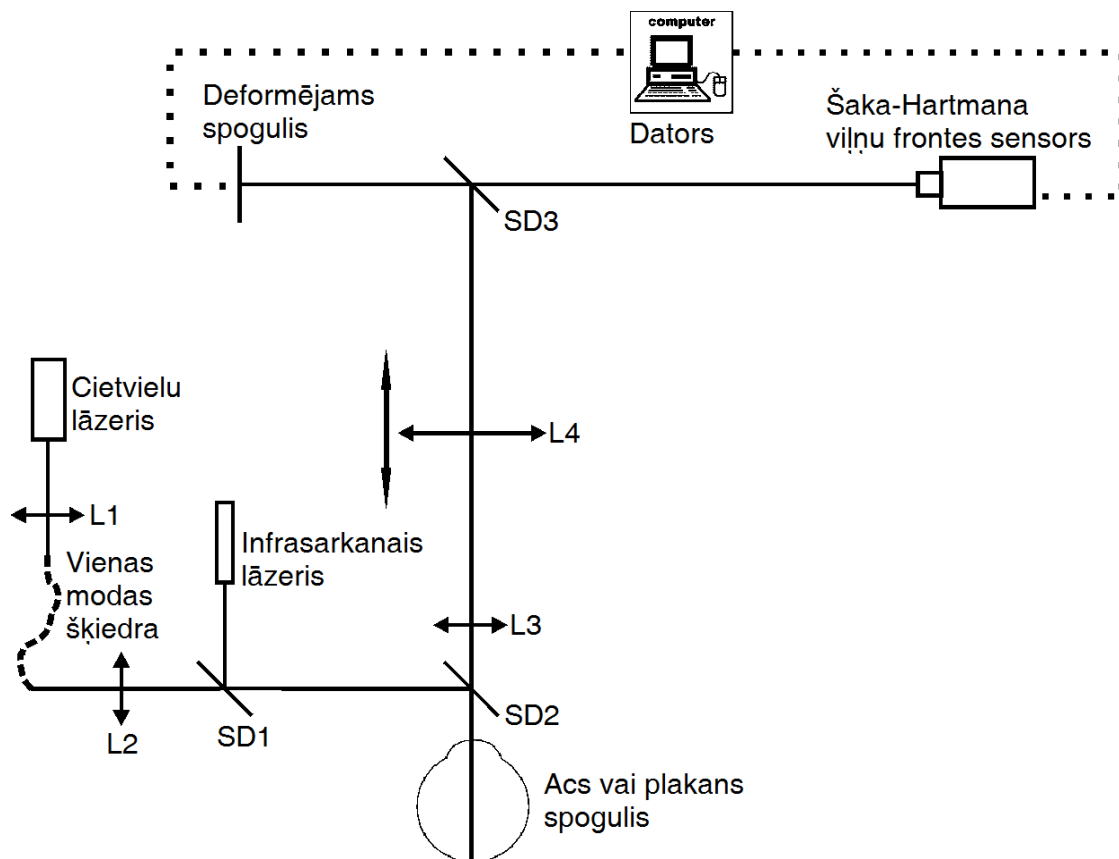 computer
Deformējams
spogulis
Dators
Šaka-Hartmana
viļņu frontes sensors
SD3
Cietvielu
lāzeris
L4
L1
Infrasarkanais
lāzeris
Vienas
modas
šķiedra
L3
L2
SD1
SD2
Acs vai plakans
spogulis